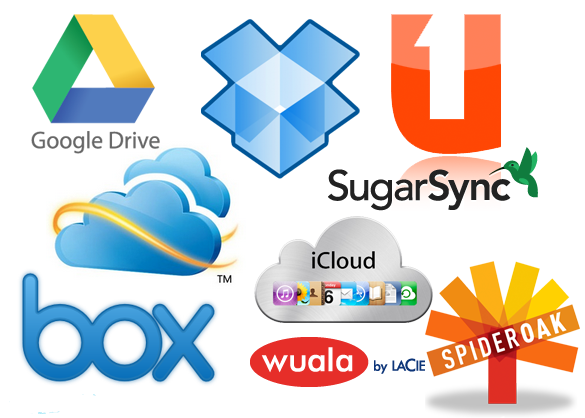 Google Drive
SugarSync
TM
iCloud
6
box
wuala by LACIE
SPIDEROAK